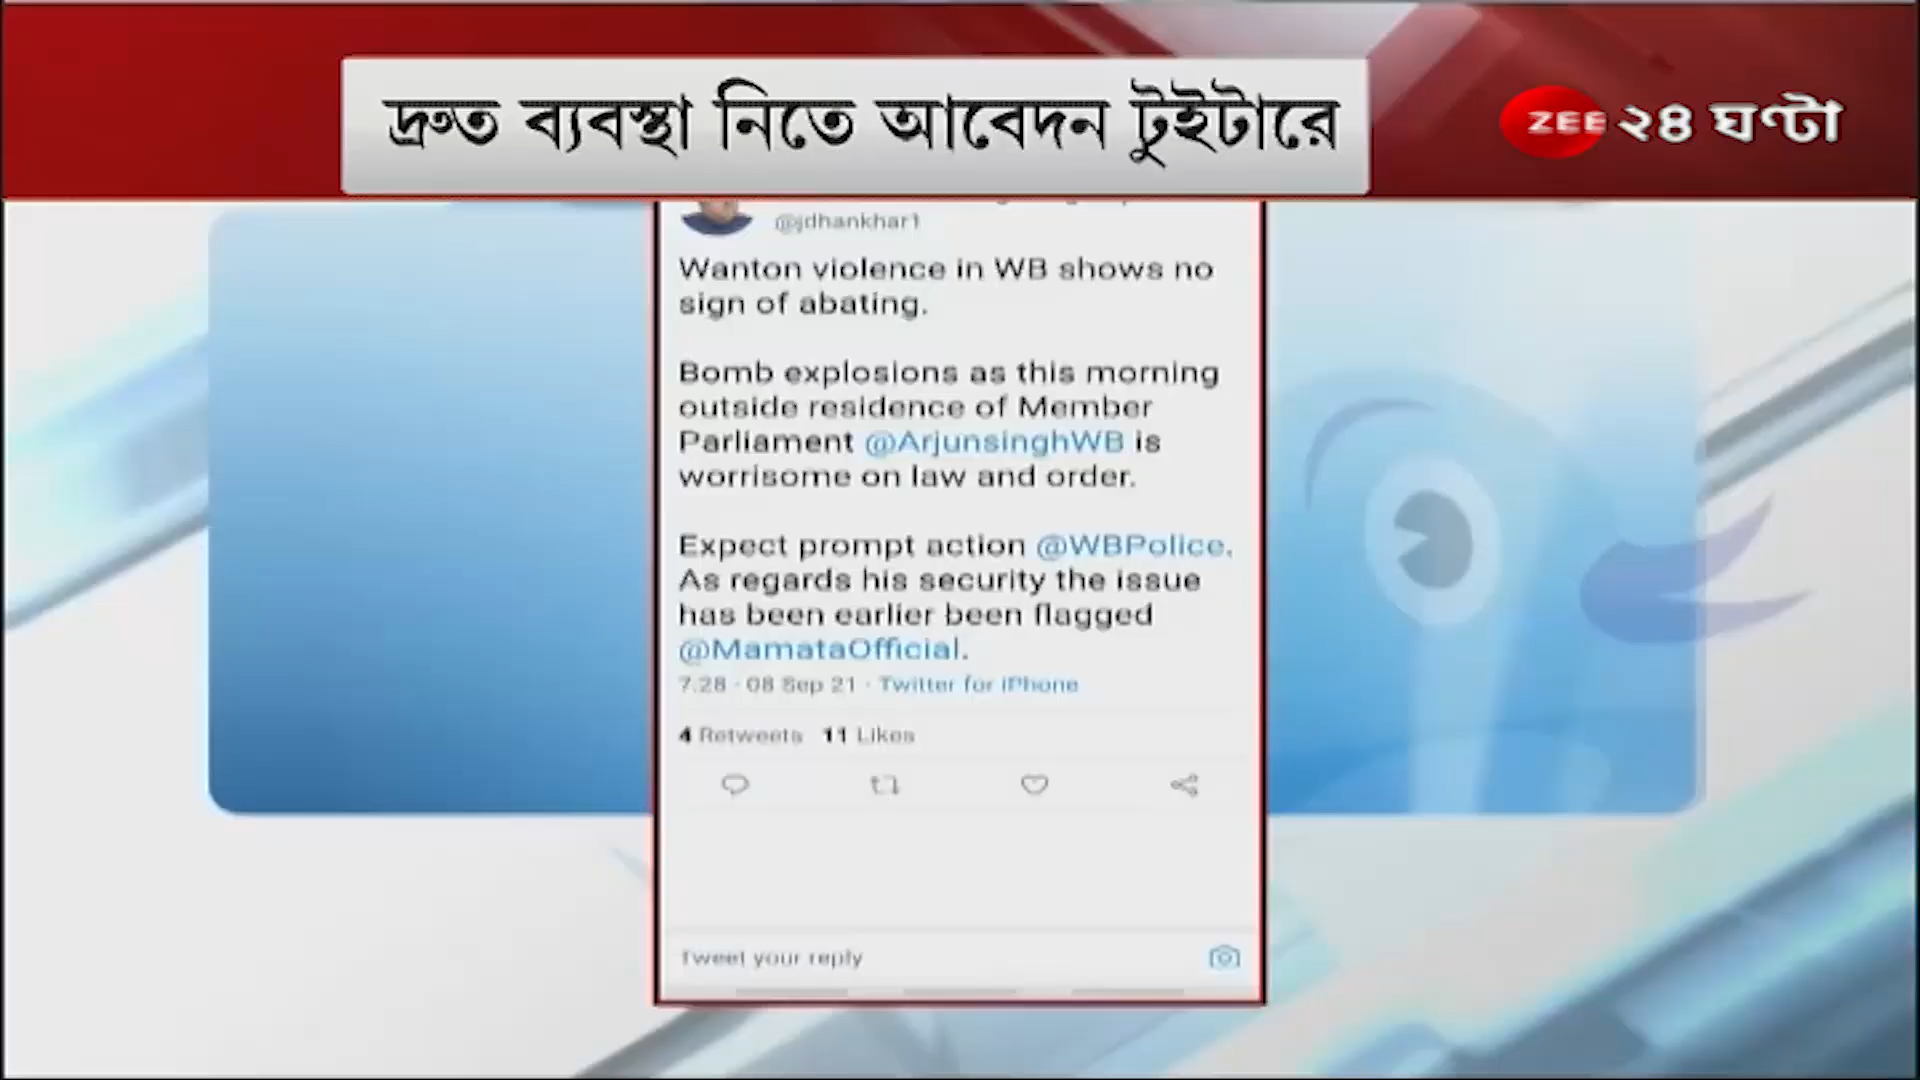 দ্রুত ব্যবস্থা নিতে আবেদন টুইটারে
ZEE ২৪ ঘণ্টা
@jdhankhar1
Wanton violence in WB shows no
sign of abating.
Bomb explosions as this morning
outside residence of Member
Parliament @ArjunsinghWB is
worrisome on law and order.
Expect prompt action @WBPolice.
As regards his security the issue
has been earlier been flagged
@MamataOfficial.
7:28 · 08 Sep 21 · Twitter for iPhone
4 Retweets 11 Likes
Tweet your reply